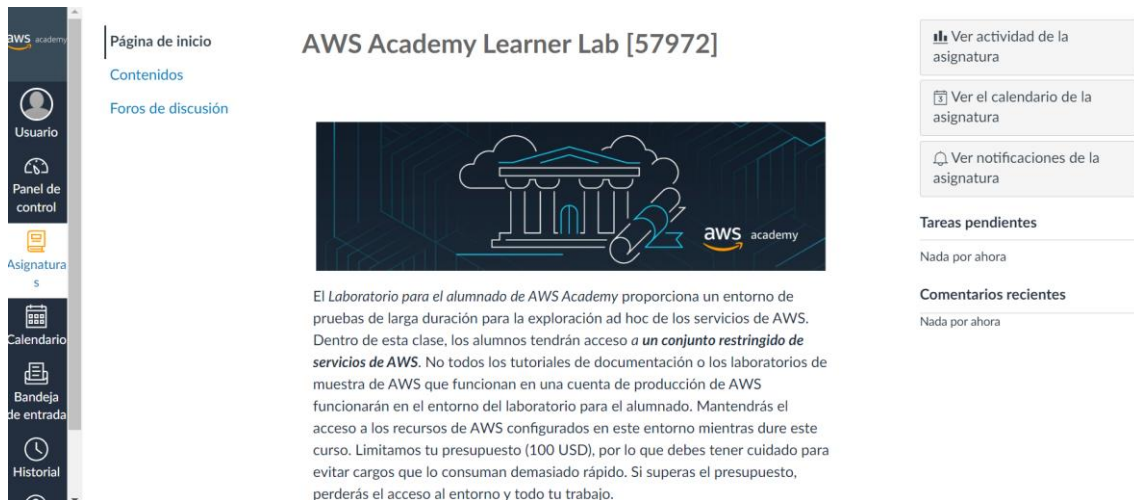 aws academy
Usuario
Panel de
control
Asignatura
s
Calendario
Bandeja
de entrada
Historial
Página de inicio
Contenidos
Foros de discusión
AWS Academy Learner Lab [57972]
aws academy
El Laboratorio para el alumnado de AWS Academy proporciona un entorno de
pruebas de larga duración para la exploración ad hoc de los servicios de AWS.
Dentro de esta clase, los alumnos tendrán acceso a un conjunto restringido de
servicios de AWS. No todos los tutoriales de documentación o los laboratorios de
muestra de AWS que funcionan en una cuenta de producción de AWS
funcionarán en el entorno del laboratorio para el alumnado. Mantendrás el
acceso a los recursos de AWS configurados en este entorno mientras dure este
curso. Limitamos tu presupuesto (100 USD), por lo que debes tener cuidado para
evitar cargos que lo consuman demasiado rápido. Si superas el presupuesto,
perderás el acceso al entorno y todo tu trabajo.
Ver actividad de la
asignatura
3 Ver el calendario de la
asignatura
Ver notificaciones de la
asignatura
Tareas pendientes
Nada por ahora
Comentarios recientes
Nada por ahora